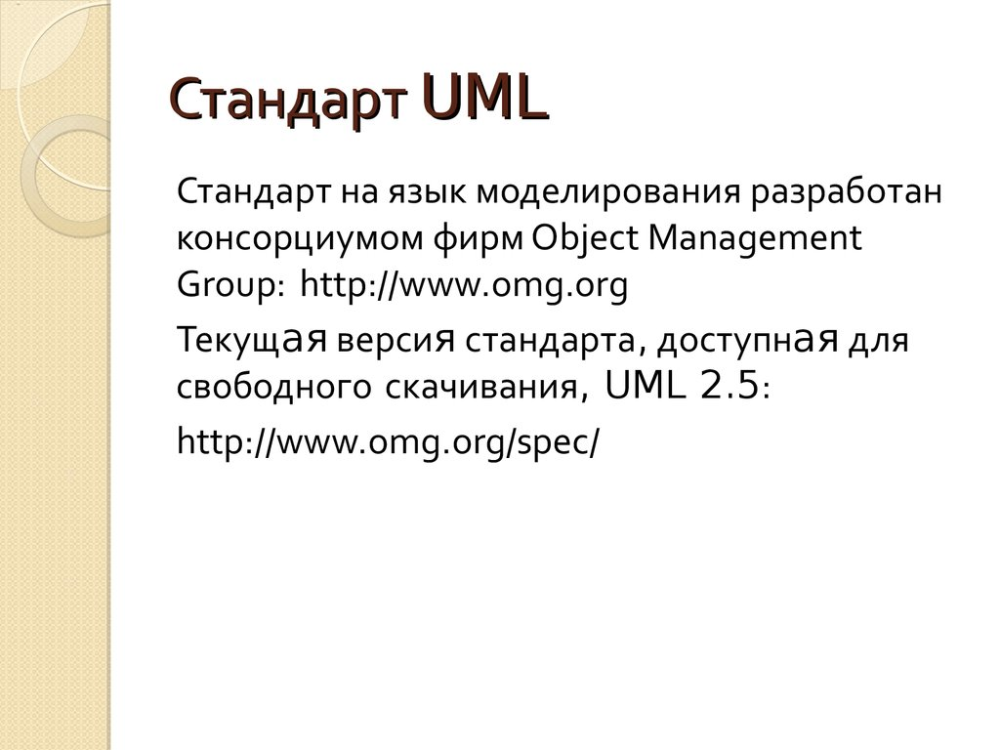 Стандарт UML
Стандарт на язык моделирования разработан
консорциумом фирм Object Management
Group: http://www.omg.org
Текущая версия стандарта, доступная для
свободного скачивания, UML 2.5:
http://www.omg.org/spec/